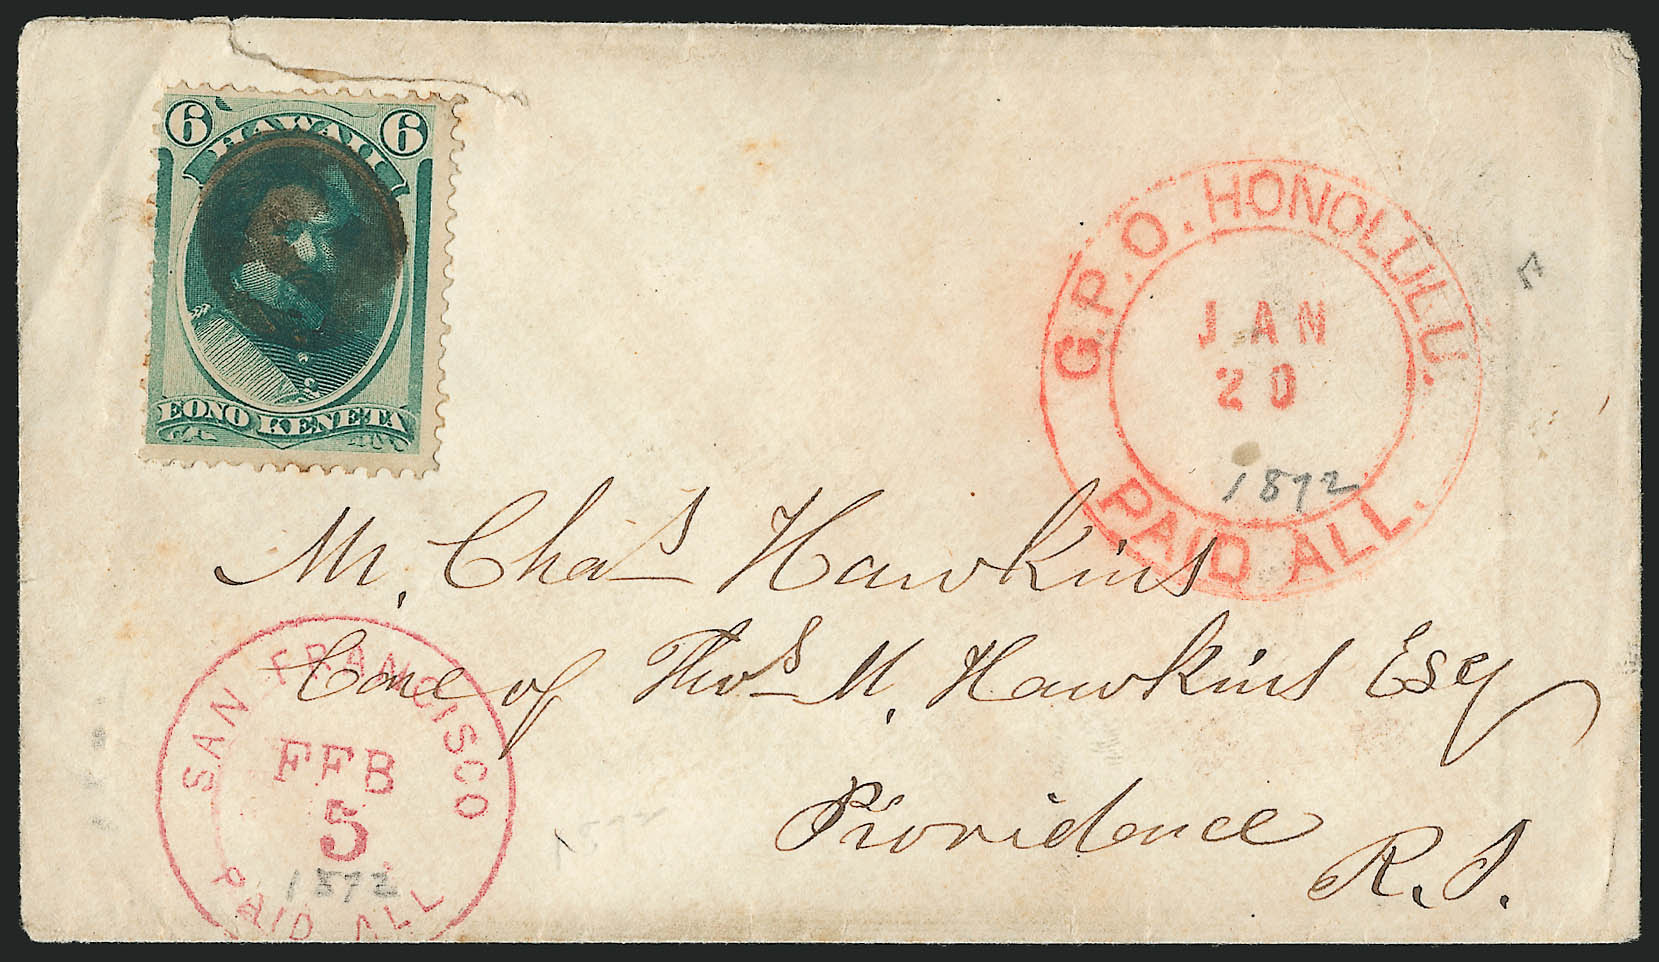 6 6
HAWAII
EONO KENETA
G.P.O. HONOLULU.
JAN
20
1872
PAID ALL.
Mr. Chas Hawkins
Care of Thos M. Hawkins Esq
Providence
R.I.
SAN FRANCISCO
FEB
5
1872
PAID ALL
1872